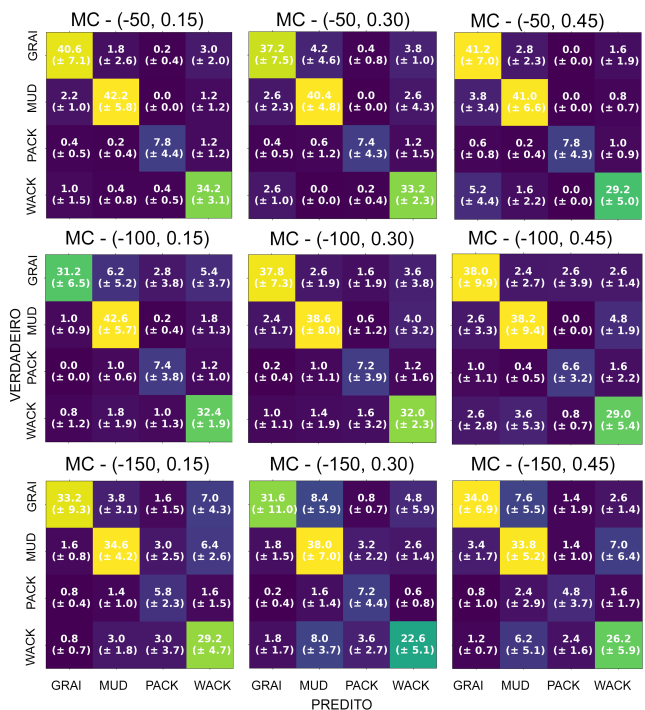 MC - (-50, 0.15) MC - (-50, 0.30) MC - (-50, 0.45)
GRAI 40.6 1.8 0.2 3.0 37.2 4.2 0.4 3.8 41.2 2.8 0.0 1.6
(± 7.1) (± 2.6) (± 0.4) (± 2.0) (± 7.5) (± 4.6) (± 0.8) (± 1.0) (± 7.0) (± 2.3) (± 0.0) (± 1.9)
MUD 2.2 42.2 0.0 1.2 2.6 40.4 0.0 2.6 3.8 41.0 0.0 0.8
(± 1.0) (± 5.8) (± 0.0) (± 1.2) (± 2.3) (± 4.8) (± 0.0) (± 4.3) (± 3.4) (± 6.6) (± 0.0) (± 0.7)
PACK 0.4 0.2 7.8 1.2 0.4 0.6 7.4 1.2 0.6 0.2 7.8 1.0
(± 0.5) (± 0.4) (± 4.4) (± 1.2) (± 0.5) (± 1.2) (± 4.3) (± 1.5) (± 0.8) (± 0.4) (± 4.3) (± 0.9)
WACK 1.0 0.4 0.4 34.2 2.6 0.0 0.2 33.2 5.2 1.6 0.0 29.2
(± 1.5) (± 0.8) (± 0.5) (± 3.1) (± 1.0) (± 0.0) (± 0.4) (± 2.3) (± 4.4) (± 2.2) (± 0.0) (± 5.0)
MC - (-100, 0.15) MC - (-100, 0.30) MC - (-100, 0.45)
GRAI 31.2 6.2 2.8 5.4 37.8 2.6 1.6 3.6 38.0 2.4 2.6 2.6
(± 6.5) (± 5.2) (± 3.8) (± 3.7) (± 7.3) (± 1.9) (± 1.9) (± 3.8) (± 9.9) (± 2.7) (± 3.9) (± 1.4)
MUD 1.0 42.6 0.2 1.8 2.4 38.6 0.6 4.0 2.6 38.2 0.0 4.8
(± 0.9) (± 5.7) (± 0.4) (± 1.3) (± 1.7) (± 8.0) (± 1.2) (± 3.2) (± 3.3) (± 9.4) (± 0.0) (± 1.9)
VERDADEIRO
PACK 0.0 1.0 7.4 1.2 0.2 1.0 7.2 1.2 1.0 0.4 6.6 1.6
(± 0.0) (± 0.6) (± 3.8) (± 1.0) (± 0.4) (± 1.1) (± 3.9) (± 1.6) (± 1.1) (± 0.5) (± 3.2) (± 2.2)
WACK 0.8 1.8 1.0 32.4 1.0 1.4 1.6 32.0 2.6 3.6 0.8 29.0
(± 1.2) (± 1.9) (± 1.3) (± 1.9) (± 1.1) (± 1.9) (± 3.2) (± 2.3) (± 2.8) (± 5.3) (± 0.7) (± 5.4)
MC - (-150, 0.15) MC - (-150, 0.30) MC - (-150, 0.45)
GRAI 33.2 3.8 1.6 7.0 31.6 8.4 0.8 4.8 34.0 7.6 1.4 2.6
(± 9.3) (± 3.1) (± 1.5) (± 4.3) (± 11.0) (± 5.9) (± 0.7) (± 5.9) (± 6.9) (± 5.5) (± 1.9) (± 1.4)
MUD 1.6 34.6 3.0 6.4 1.8 38.0 3.2 2.6 3.4 33.8 1.4 7.0
(± 0.8) (± 4.2) (± 2.5) (± 2.6) (± 1.5) (± 7.0) (± 2.2) (± 1.4) (± 1.7) (± 5.2) (± 1.0) (± 6.4)
PACK 0.8 1.4 5.8 1.6 0.2 1.6 7.2 0.6 0.8 2.4 4.8 1.6
(± 0.4) (± 1.0) (± 2.3) (± 1.5) (± 0.4) (± 1.4) (± 4.4) (± 0.8) (± 1.0) (± 2.9) (± 3.7) (± 1.7)
WACK 0.8 3.0 3.0 29.2 1.8 8.0 3.6 22.6 1.2 6.2 2.4 26.2
(± 0.7) (± 1.8) (± 3.7) (± 4.7) (± 1.7) (± 3.7) (± 2.7) (± 5.1) (± 0.7) (± 5.1) (± 1.6) (± 5.9)
GRAI MUD PACK WACK GRAI MUD PACK WACK GRAI MUD PACK WACK
PREDITO